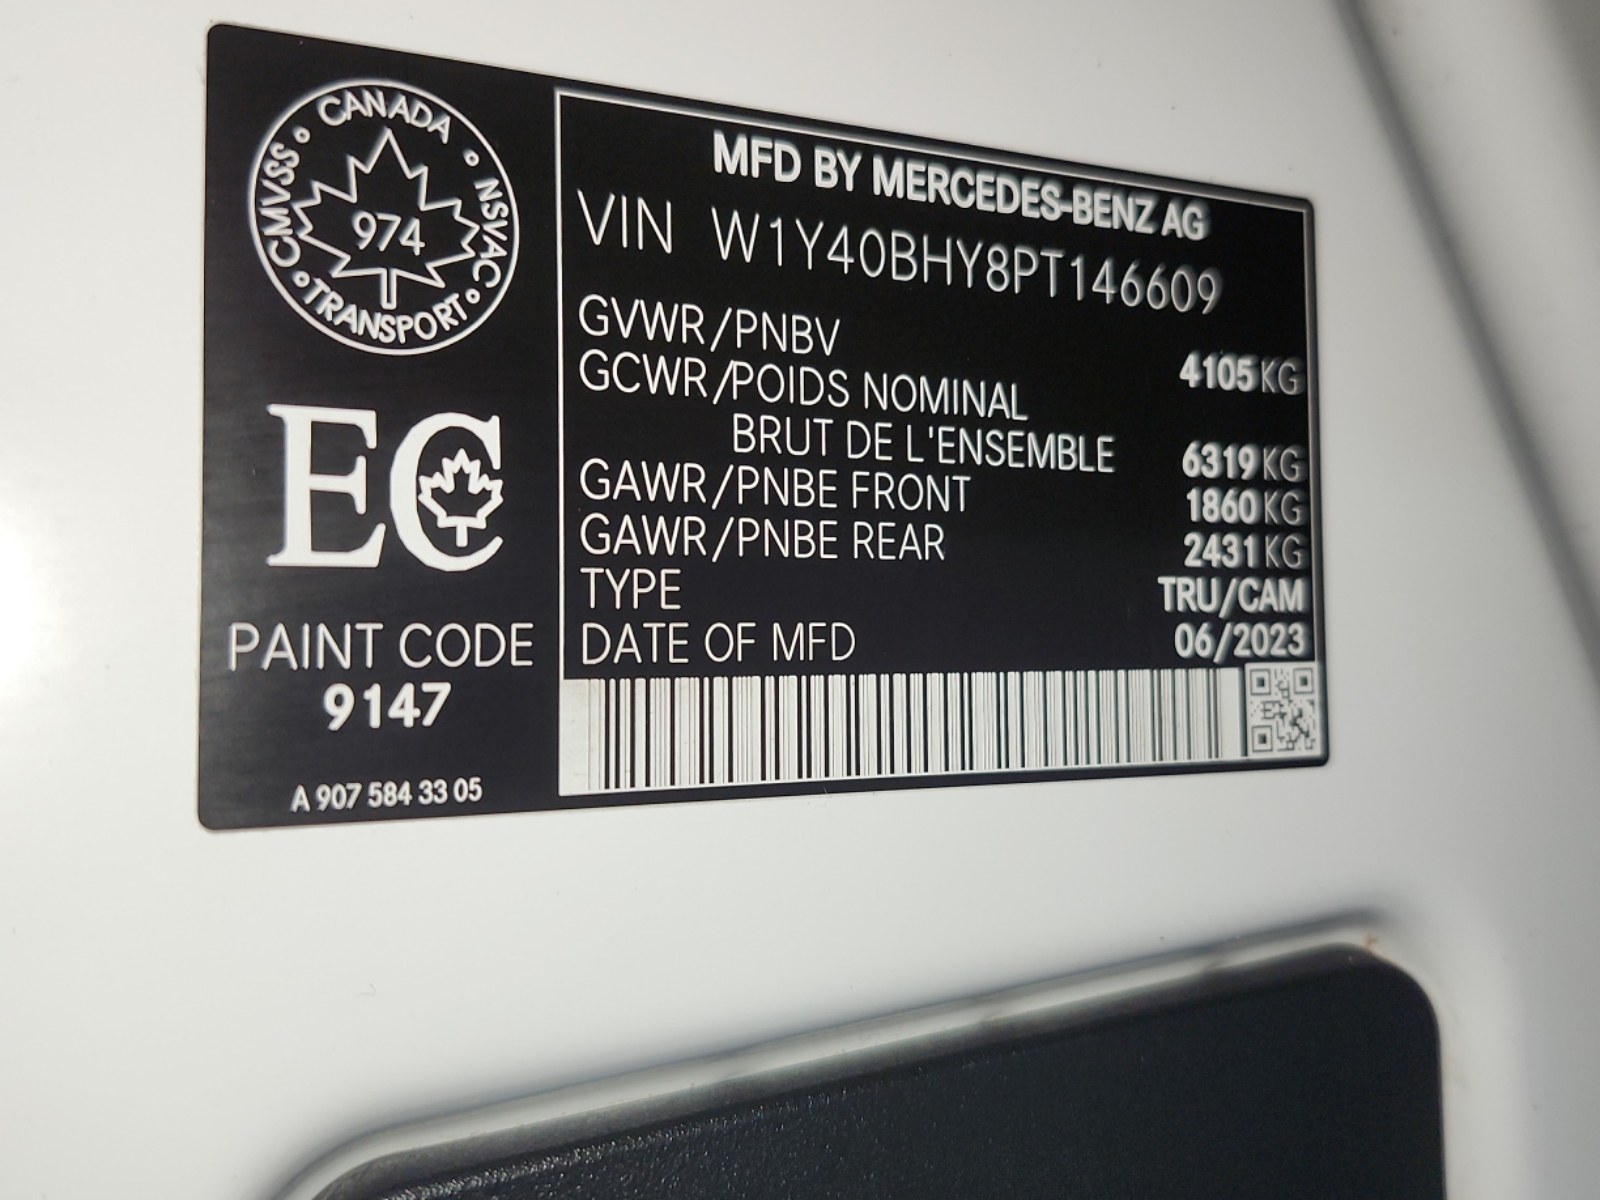 CANADA
CMVSS NSVAC
974
TRANSPORT
EC
PAINT CODE
9147
A 907 584 33 05
MFD BY MERCEDES-BENZ AG
VIN W1Y40BHY8PT146609
GVWR/PNBV 4105 KG
GCWR/POIDS NOMINAL
BRUT DE L'ENSEMBLE 6319 KG
GAWR/PNBE FRONT 1860 KG
GAWR/PNBE REAR 2431 KG
TYPE TRU/CAM
DATE OF MFD 06/2023